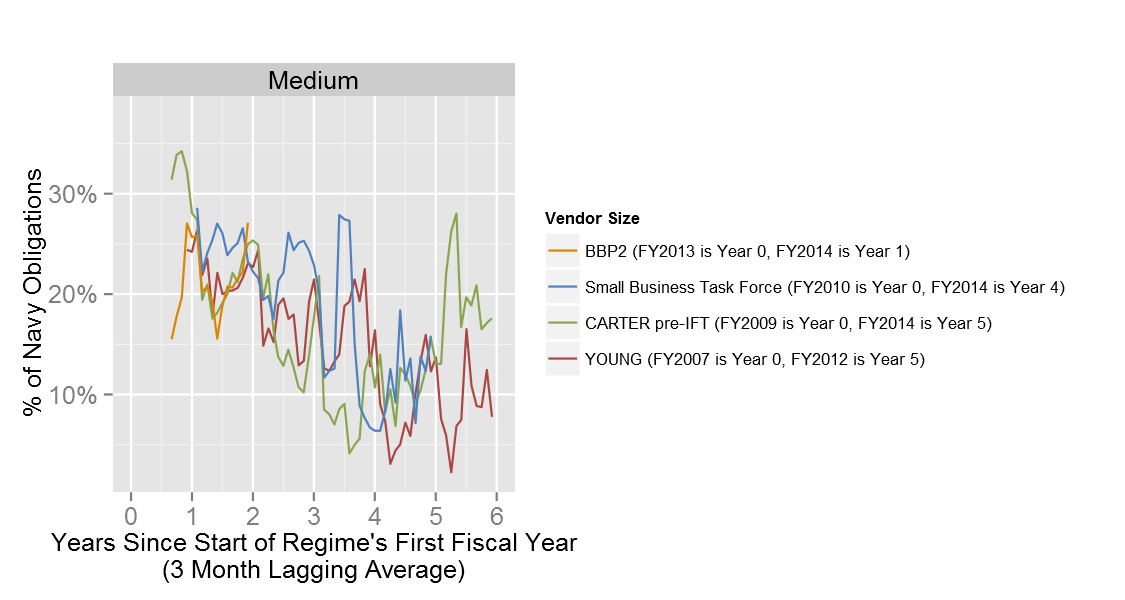 Medium
% of Navy Obligations
30%
20%
10%
0 1 2 3 4 5 6
Years Since Start of Regime's First Fiscal Year
(3 Month Lagging Average)
Vendor Size
BBP2 (FY2013 is Year 0, FY2014 is Year 1)
Small Business Task Force (FY2010 is Year 0, FY2014 is Year 4)
CARTER pre-IFT (FY2009 is Year 0, FY2014 is Year 5)
YOUNG (FY2007 is Year 0, FY2012 is Year 5)